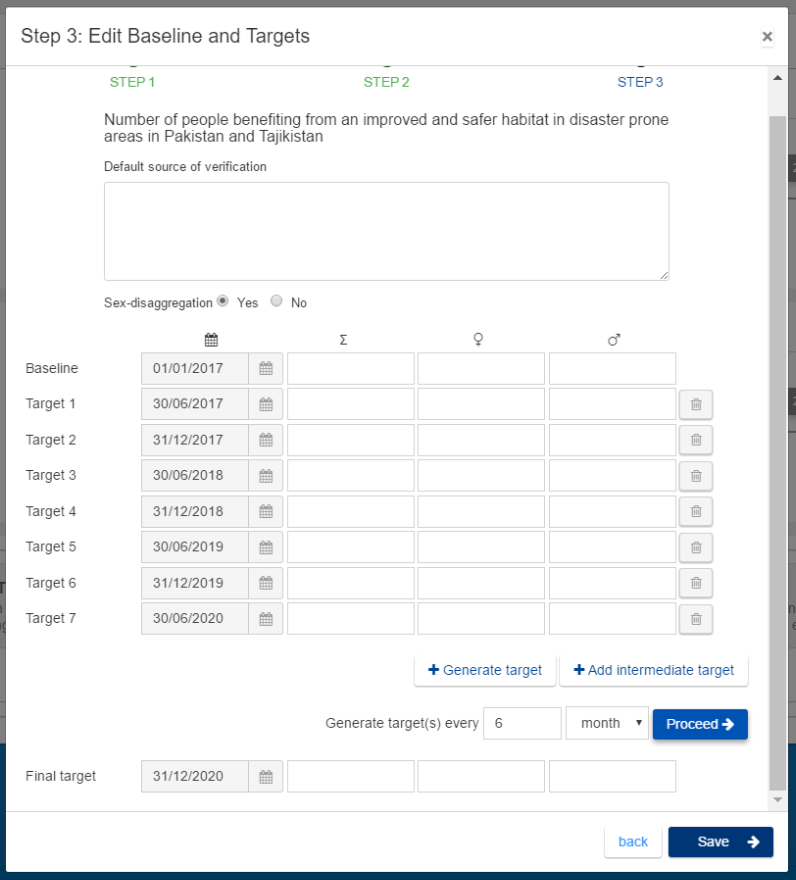 Step 3: Edit Baseline and Targets ×
STEP 1 STEP 2 STEP 3
Number of people benefiting from an improved and safer habitat in disaster prone
areas in Pakistan and Tajikistan
Default source of verification
Sex-disaggregation Yes No
Σ ♀ ♂
Baseline 01/01/2017
Target 1 30/06/2017
Target 2 31/12/2017
Target 3 30/06/2018
Target 4 31/12/2018
Target 5 30/06/2019
Target 6 31/12/2019
Target 7 30/06/2020
+ Generate target + Add intermediate target
Generate target(s) every 6 month Proceed →
Final target 31/12/2020
back Save →